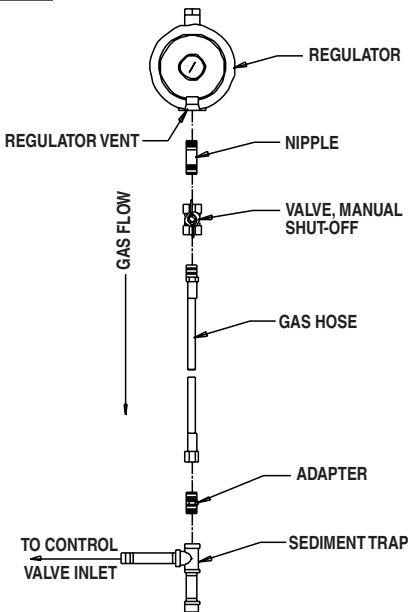 REGULATOR
REGULATOR VENT
NIPPLE
GAS FLOW
VALVE, MANUAL
SHUT-OFF
GAS HOSE
ADAPTER
TO CONTROL
VALVE INLET
SEDIMENT TRAP